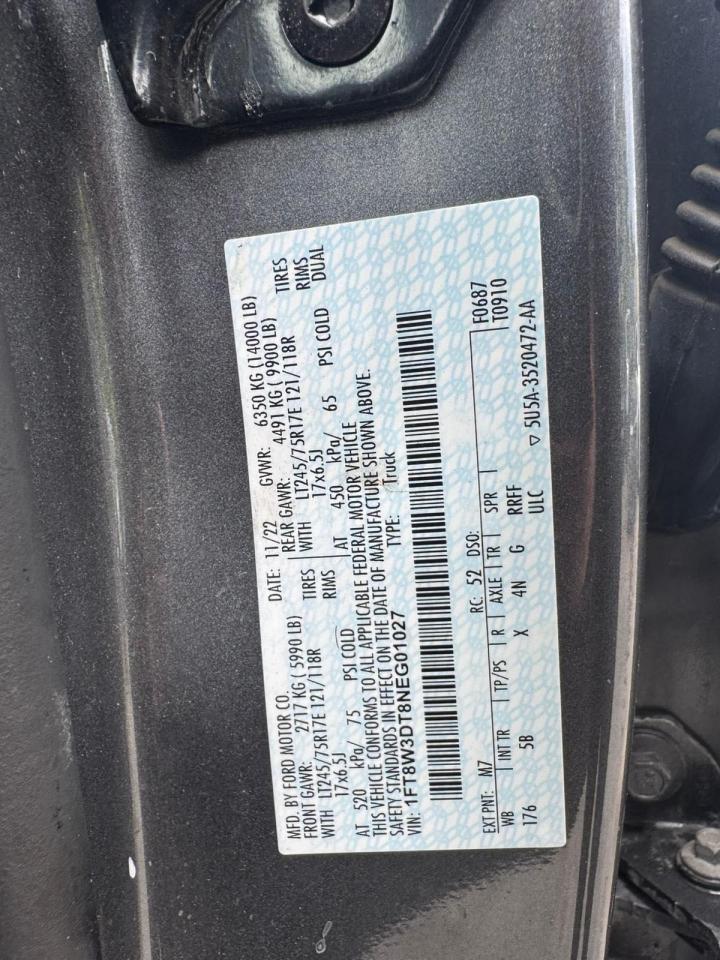 MFD. BY FORD MOTOR CO. DATE: 11/22 GVWR: 6350 KG (14000 LB)
FRONT GAWR: 2717 KG ( 5990 LB) REAR GAWR: 4491 KG ( 9900 LB)
WITH LT245/75R17E 121/118R TIRES WITH LT245/75R17E 121/118R TIRES
17x6.5J RIMS 17x6.5J RIMS
AT 520 kPa/ 75 PSI COLD AT 450 kPa/ 65 PSI COLD DUAL
THIS VEHICLE CONFORMS TO ALL APPLICABLE FEDERAL MOTOR VEHICLE
SAFETY STANDARDS IN EFFECT ON THE DATE OF MANUFACTURE SHOWN ABOVE.
VIN: 1FT8W3DT8NEG01027 TYPE: Truck
F0687
EXT PNT: M7 RC: 52 DSO: T0910
WB INT TR TP/PS R AXLE TR SPR
176 5B X 4N G RRFF
ULC ▽ 5U5A-3520472-AA